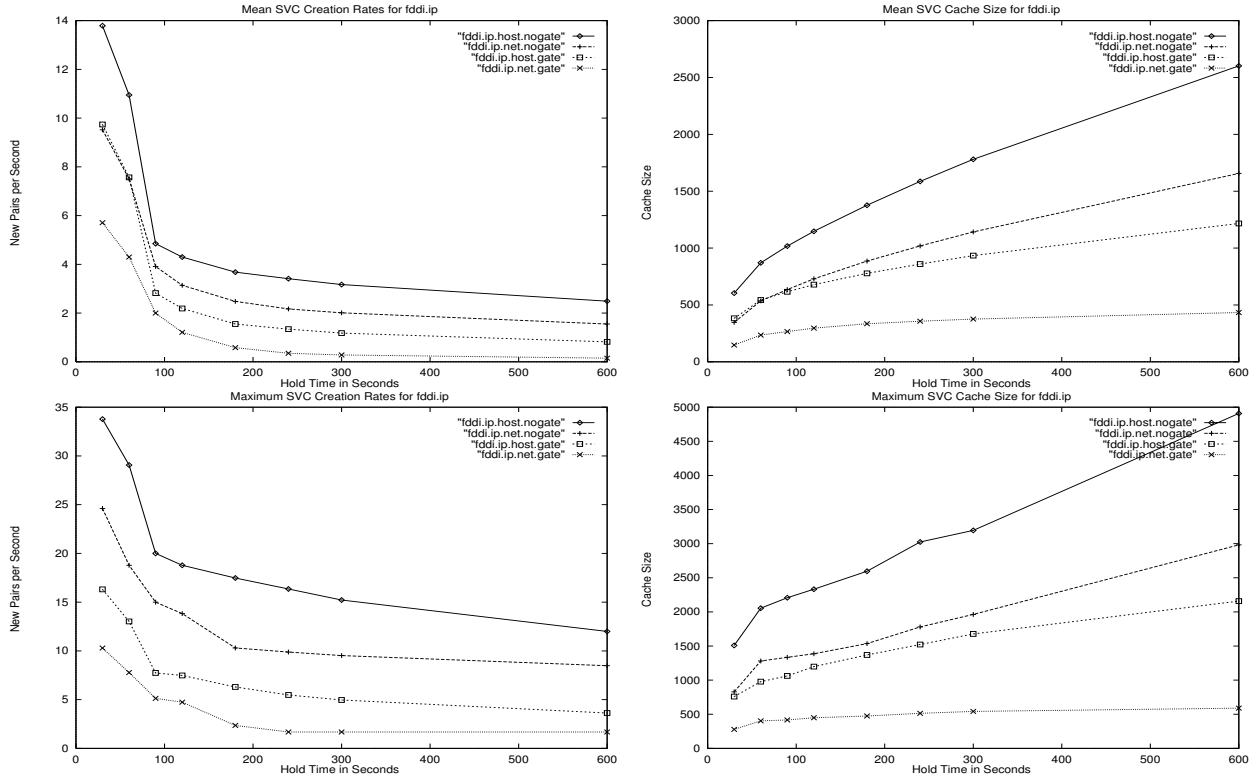 Mean SVC Creation Rates for fddi.ip
14
12
10
8
6
4
2
0
New Pairs per Second
"fddi.ip.host.nogate"
"fddi.ip.net.nogate"
"fddi.ip.host.gate"
"fddi.ip.net.gate"
0 100 200 300 400 500 600
Hold Time in Seconds
Mean SVC Cache Size for fddi.ip
3000
2500
2000
1500
1000
500
0
Cache Size
"fddi.ip.host.nogate"
"fddi.ip.net.nogate"
"fddi.ip.host.gate"
"fddi.ip.net.gate"
0 100 200 300 400 500 600
Hold Time in Seconds
Maximum SVC Creation Rates for fddi.ip
35
30
25
20
15
10
5
0
New Pairs per Second
"fddi.ip.host.nogate"
"fddi.ip.net.nogate"
"fddi.ip.host.gate"
"fddi.ip.net.gate"
0 100 200 300 400 500 600
Hold Time in Seconds
Maximum SVC Cache Size for fddi.ip
5000
4500
4000
3500
3000
2500
2000
1500
1000
500
0
Cache Size
"fddi.ip.host.nogate"
"fddi.ip.net.nogate"
"fddi.ip.host.gate"
"fddi.ip.net.gate"
0 100 200 300 400 500 600
Hold Time in Seconds